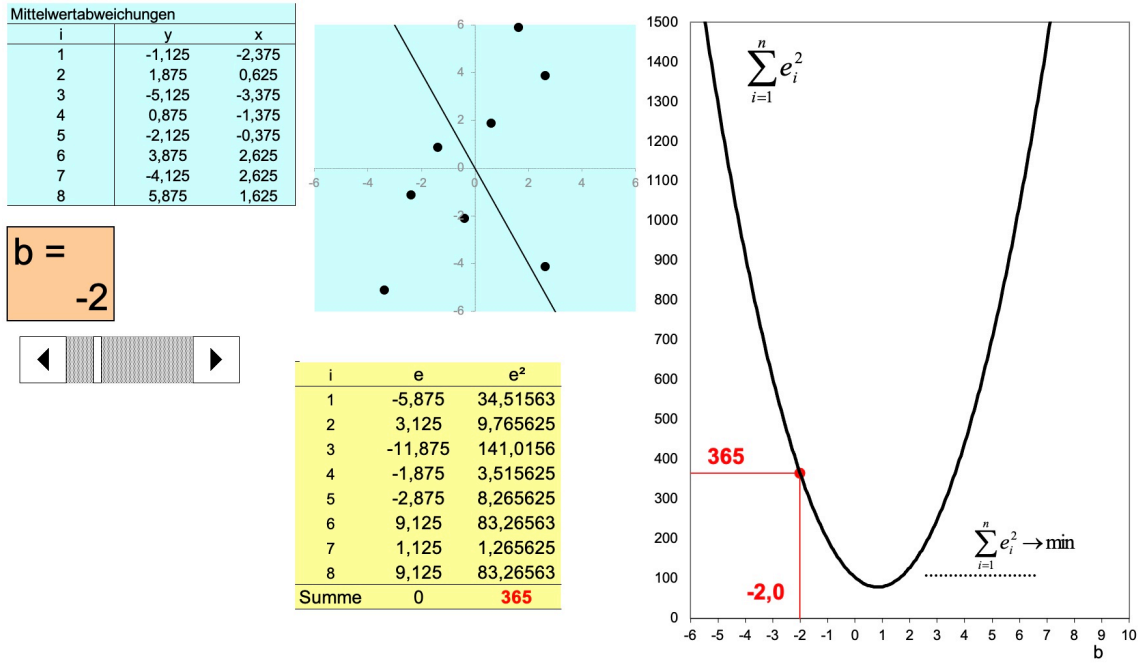 Mittelwertabweichungen
i y x
1 -1,125 -2,375
2 1,875 0,625
3 -5,125 -3,375
4 0,875 -1,375
5 -2,125 -0,375
6 3,875 2,625
7 -4,125 2,625
8 5,875 1,625
b =
-2
6
4
2
0
-2
-4
-6
-6 -4 -2 0 2 4 6
i e e²
1 -5,875 34,51563
2 3,125 9,765625
3 -11,875 141,0156
4 -1,875 3,515625
5 -2,875 8,265625
6 9,125 83,26563
7 1,125 1,265625
8 9,125 83,26563
Summe 0 365
1500
1400
1300
1200
1100
1000
900
800
700
600
500
400
300
200
100
0
n
∑ eᵢ²
i=1
365
-2,0
n
∑ eᵢ² → min
i=1
-6 -5 -4 -3 -2 -1 0 1 2 3 4 5 6 7 8 9 10
b